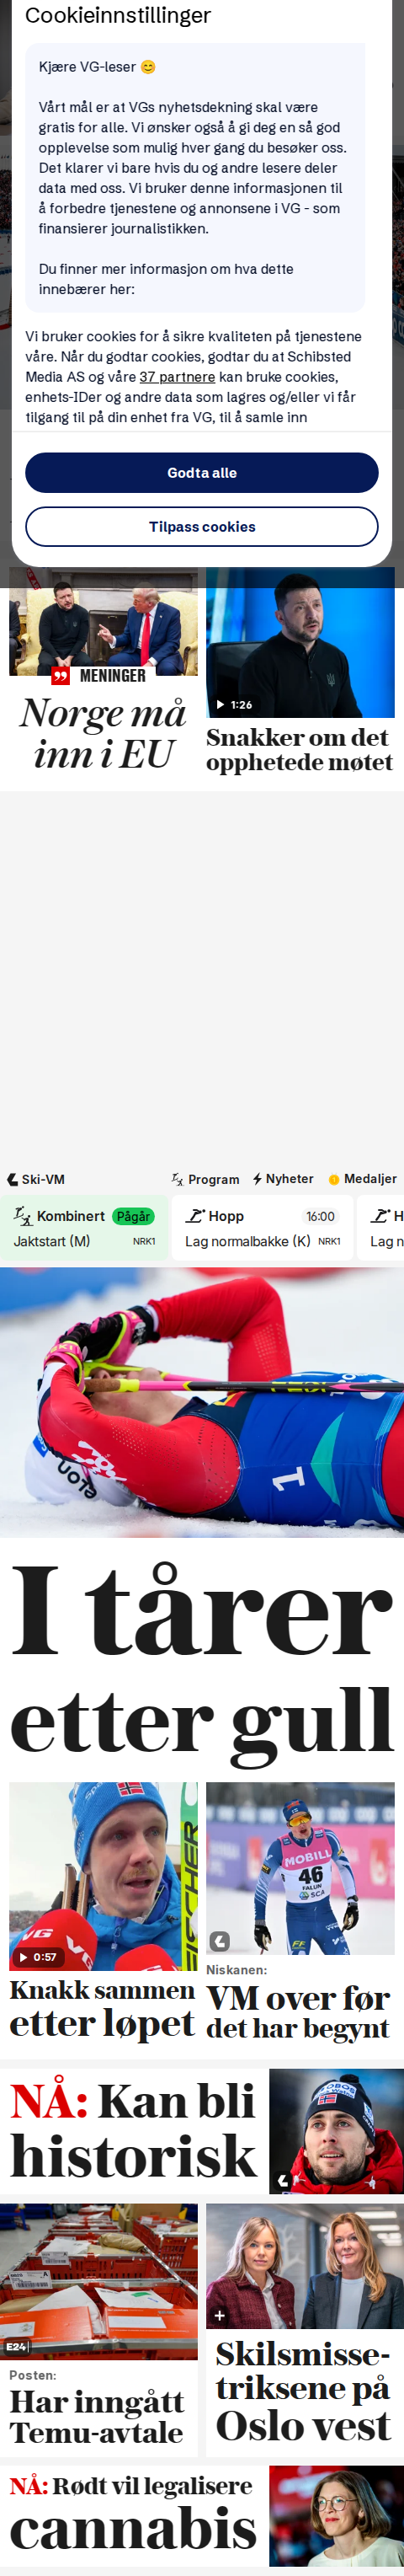 Cookieinnstillinger
Kjære VG-leser 😊
Vårt mål er at VGs nyhetsdekning skal være
gratis for alle. Vi ønsker også å gi deg en så god
opplevelse som mulig hver gang du besøker oss.
Det klarer vi bare hvis du og andre lesere deler
data med oss. Vi bruker denne informasjonen til
å forbedre tjenestene og annonsene i VG - som
finansierer journalistikken.
Du finner mer informasjon om hva dette
innebærer her:
Vi bruker cookies for å sikre kvaliteten på tjenestene
våre. Når du godtar cookies, godtar du at Schibsted
Media AS og våre 37 partnere kan bruke cookies,
enhets-IDer og andre data som lagres og/eller vi får
tilgang til på din enhet fra VG, til å samle inn
Godta alle
Tilpass cookies
MENINGER
Norge må
inn i EU
1:26
Snakker om det
opphetede møtet
Ski-VM
Program
Nyheter
Medaljer
Kombinert
Pågår
Jaktstart (M)
NRK1
Hopp
16:00
Lag normalbakke (K)
NRK1
H
Lag n
1
I tårer
etter gull
VG
0:57
Knakk sammen
etter løpet
MOBILL
46
FALUN
SCA
Niskanen:
VM over før
det har begynt
NÅ: Kan bli
historisk
E24
Posten:
Har inngått
Temu-avtale
Skilsmisse-
triksene på
Oslo vest
NÅ: Rødt vil legalisere
cannabis